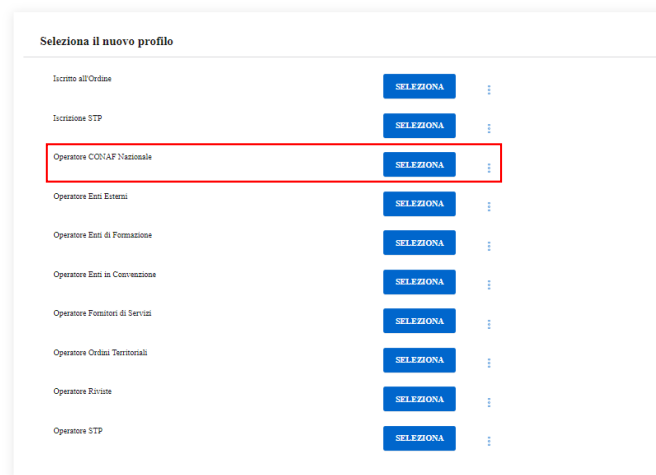 Seleziona il nuovo profilo
Iscritto all'Ordine SELEZIONA
Iscrizione STP SELEZIONA
Operatore CONAF Nazionale SELEZIONA
Operatore Enti Esterni SELEZIONA
Operatore Enti di Formazione SELEZIONA
Operatore Enti in Convenzione SELEZIONA
Operatore Fornitori di Servizi SELEZIONA
Operatore Ordini Territoriali SELEZIONA
Operatore Riviste SELEZIONA
Operatore STP SELEZIONA